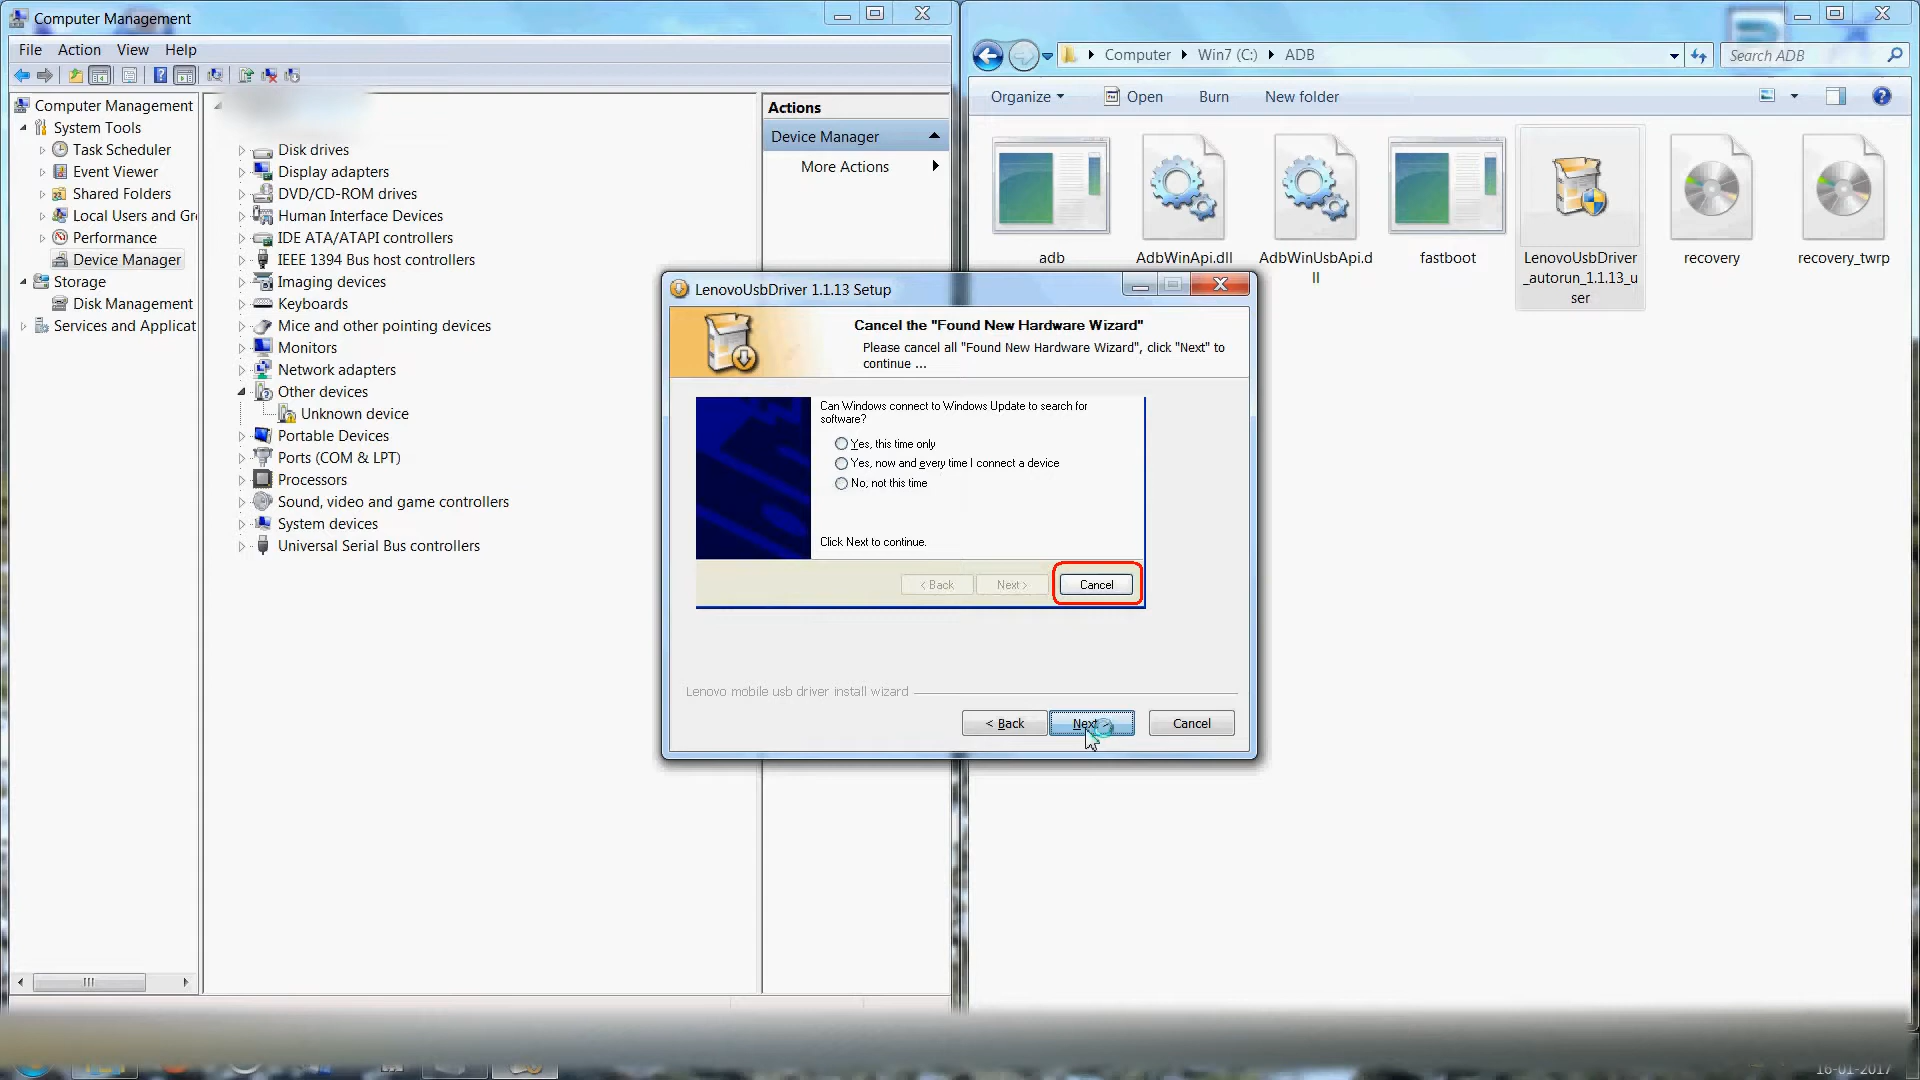 Computer Management
File Action View Help
Computer Management
System Tools
Task Scheduler
Event Viewer
Shared Folders
Local Users and Gr
Performance
Device Manager
Storage
Disk Management
Services and Applicat
Disk drives
Display adapters
DVD/CD-ROM drives
Human Interface Devices
IDE ATA/ATAPI controllers
IEEE 1394 Bus host controllers
Imaging devices
Keyboards
Mice and other pointing devices
Monitors
Network adapters
Other devices
Unknown device
Portable Devices
Ports (COM & LPT)
Processors
Sound, video and game controllers
System devices
Universal Serial Bus controllers
Actions
Device Manager
More Actions
Computer Win7 (C:) ADB
Search ADB
Organize Open Burn New folder
adb
AdbWinApi.dll
AdbWinUsbApi.d
ll
fastboot
LenovoUsbDriver
_autorun_1.1.13_u
ser
recovery
recovery_twrp
LenovoUsbDriver 1.1.13 Setup
Cancel the "Found New Hardware Wizard"
Please cancel all "Found New Hardware Wizard", click "Next" to
continue ...
Can Windows connect to Windows Update to search for
software?
Yes, this time only
Yes, now and every time I connect a device
No, not this time
Click Next to continue.
< Back Next > Cancel
Lenovo mobile usb driver install wizard
< Back Next > Cancel
16-01-2017